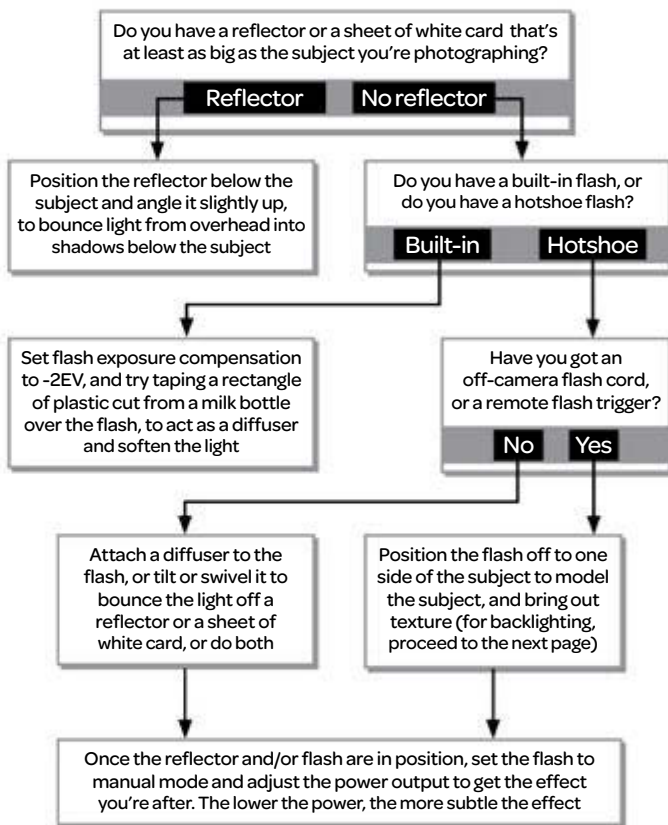 Do you have a reflector or a sheet of white card that's
at least as big as the subject you're photographing?
Reflector
No reflector
Position the reflector below the
subject and angle it slightly up,
to bounce light from overhead into
shadows below the subject
Do you have a built-in flash, or
do you have a hotshoe flash?
Built-in
Hotshoe
Set flash exposure compensation
to -2EV, and try taping a rectangle
of plastic cut from a milk bottle
over the flash, to act as a diffuser
and soften the light
Have you got an
off-camera flash cord,
or a remote flash trigger?
No
Yes
Attach a diffuser to the
flash, or tilt or swivel it to
bounce the light off a
reflector or a sheet of
white card, or do both
Position the flash off to one
side of the subject to model
the subject, and bring out
texture (for backlighting,
proceed to the next page)
Once the reflector and/or flash are in position, set the flash to
manual mode and adjust the power output to get the effect
you're after. The lower the power, the more subtle the effect